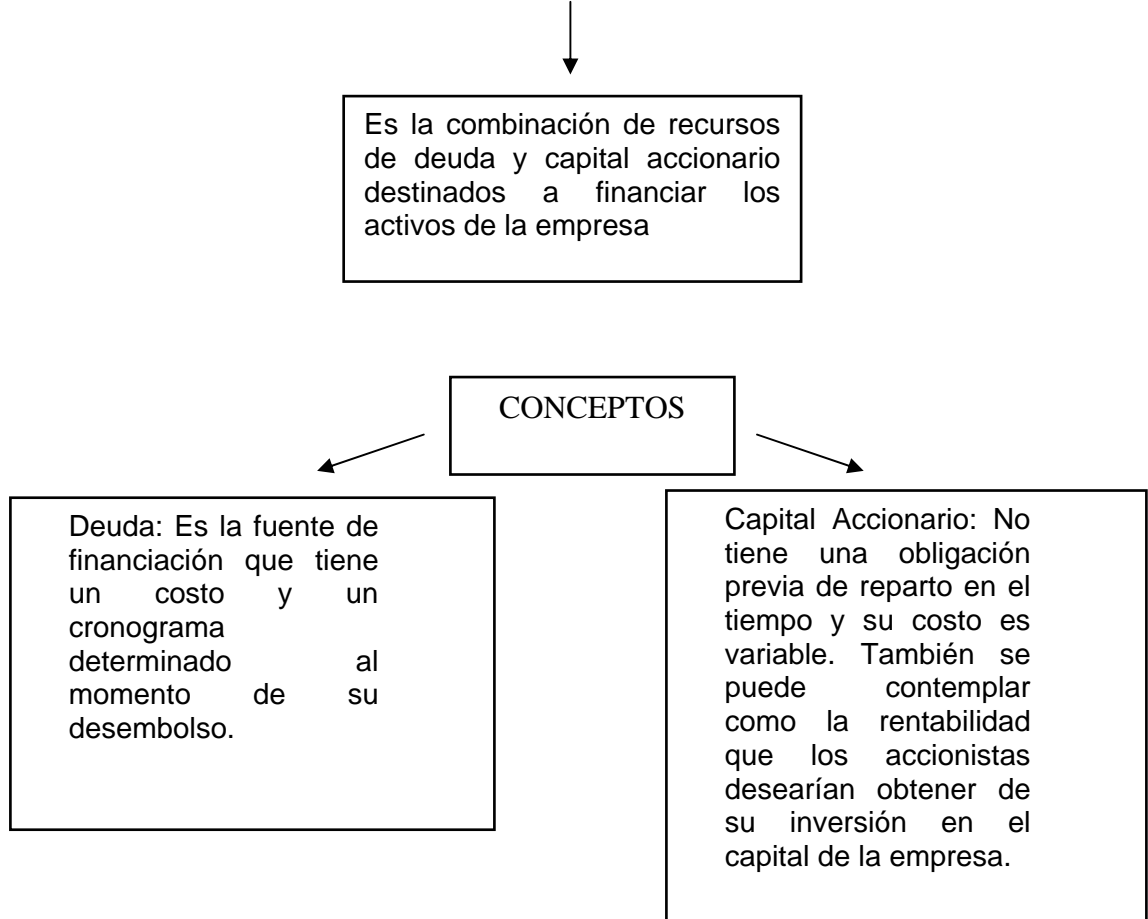 Es la combinación de recursos
de deuda y capital accionario
destinados a financiar los
activos de la empresa
CONCEPTOS
Deuda: Es la fuente de
financiación que tiene
un costo y un
cronograma
determinado al
momento de su
desembolso.
Capital Accionario: No
tiene una obligación
previa de reparto en el
tiempo y su costo es
variable. También se
puede contemplar
como la rentabilidad
que los accionistas
desearían obtener de
su inversión en el
capital de la empresa.